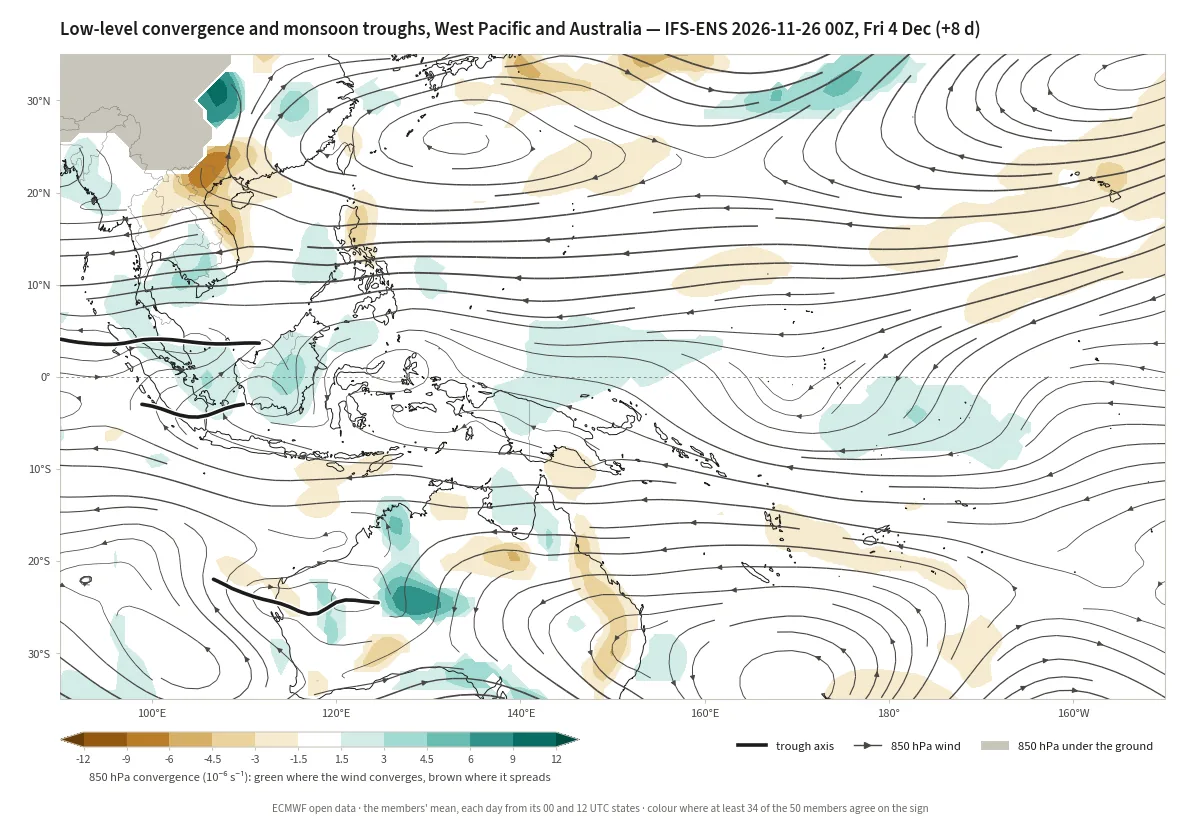 Low-level convergence and monsoon troughs, West Pacific and Australia — IFS-ENS 2026-11-26 00Z, Fri 4 Dec (+8 d)
30°N
20°N
10°N
0°
10°S
20°S
30°S
100°E 120°E 140°E 160°E 180° 160°W
-12 -9 -6 -4.5 -3 -1.5 1.5 3 4.5 6 9 12
850 hPa convergence (10⁻⁶ s⁻¹): green where the wind converges, brown where it spreads
trough axis 850 hPa wind 850 hPa under the ground
ECMWF open data · the members' mean, each day from its 00 and 12 UTC states · colour where at least 34 of the 50 members agree on the sign